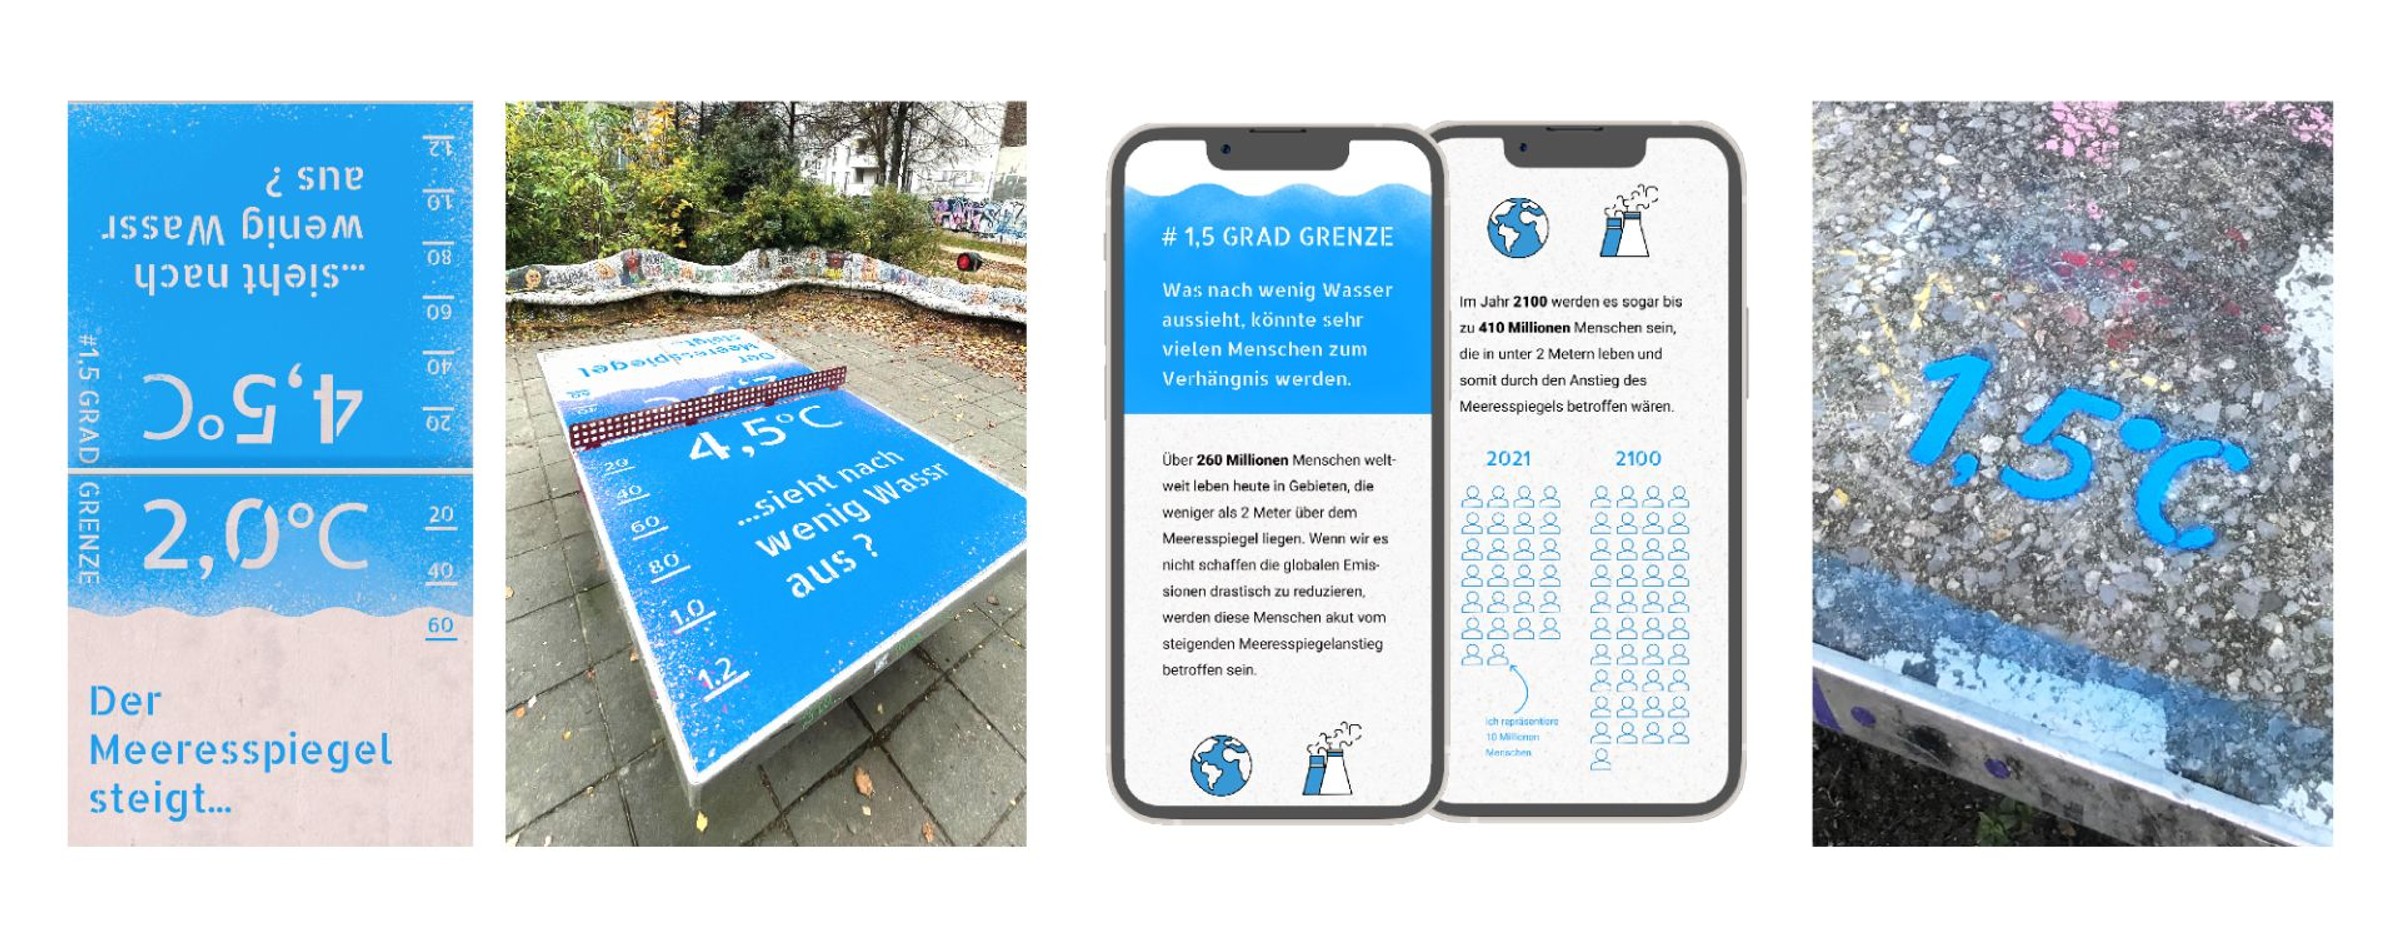 1.2
1.0
80
60
40
20
4,5°C
...sieht nach
wenig Wassr
aus ?
#1,5 GRAD GRENZE
2,0°C
20
40
60
Der
Meeresspiegel
steigt...
Der
Meeresspiegel
steigt...
60
4,5°C
...sieht nach
wenig Wassr
aus ?
20
40
60
80
1.0
1.2
# 1,5 GRAD GRENZE
Was nach wenig Wasser
aussieht, könnte sehr
vielen Menschen zum
Verhängnis werden.
Über 260 Millionen Menschen welt-
weit leben heute in Gebieten, die
weniger als 2 Meter über dem
Meeresspiegel liegen. Wenn wir es
nicht schaffen die globalen Emis-
sionen drastisch zu reduzieren,
werden diese Menschen akut vom
steigenden Meeresspiegelanstieg
betroffen sein.
Im Jahr 2100 werden es sogar bis
zu 410 Millionen Menschen sein,
die in unter 2 Metern leben und
somit durch den Anstieg des
Meeresspiegels betroffen wären.
2021
2100
Ich repräsentiere
10 Millionen
Menschen
1,5°C